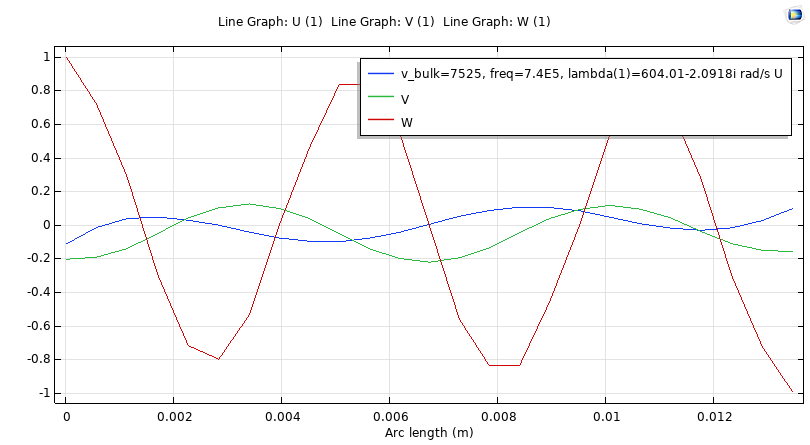 Line Graph: U (1)  Line Graph: V (1)  Line Graph: W (1)
1
0.8
0.6
0.4
0.2
0
-0.2
-0.4
-0.6
-0.8
-1
v_bulk=7525, freq=7.4E5, lambda(1)=604.01-2.0918i rad/s U
V
W
0 0.002 0.004 0.006 0.008 0.01 0.012
Arc length (m)